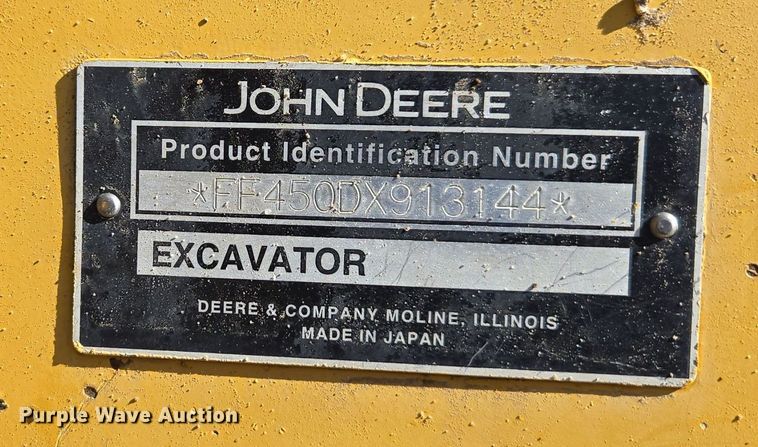 JOHN DEERE
Product Identification Number
*FF450DX913144*
EXCAVATOR
DEERE & COMPANY MOLINE, ILLINOIS
MADE IN JAPAN
Purple Wave Auction